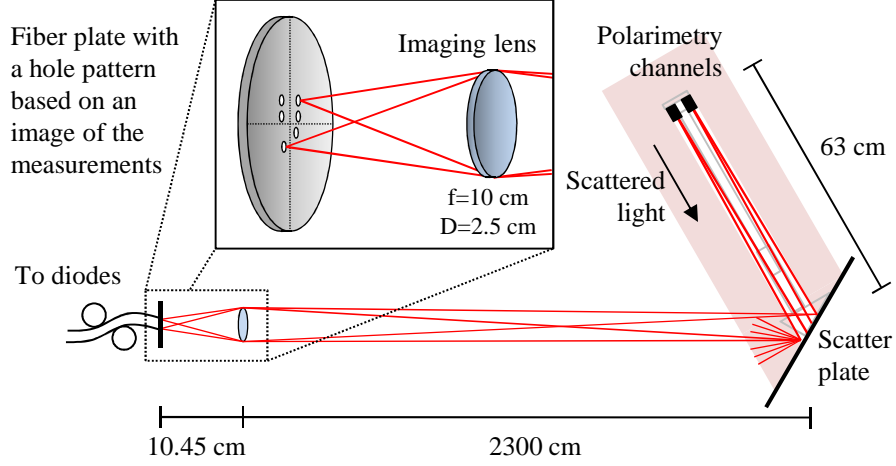 Fiber plate with
a hole pattern
based on an
image of the
measurements
Imaging lens
f=10 cm
D=2.5 cm
Polarimetry
channels
63 cm
Scattered
light
To diodes
Scatter
plate
10.45 cm
2300 cm